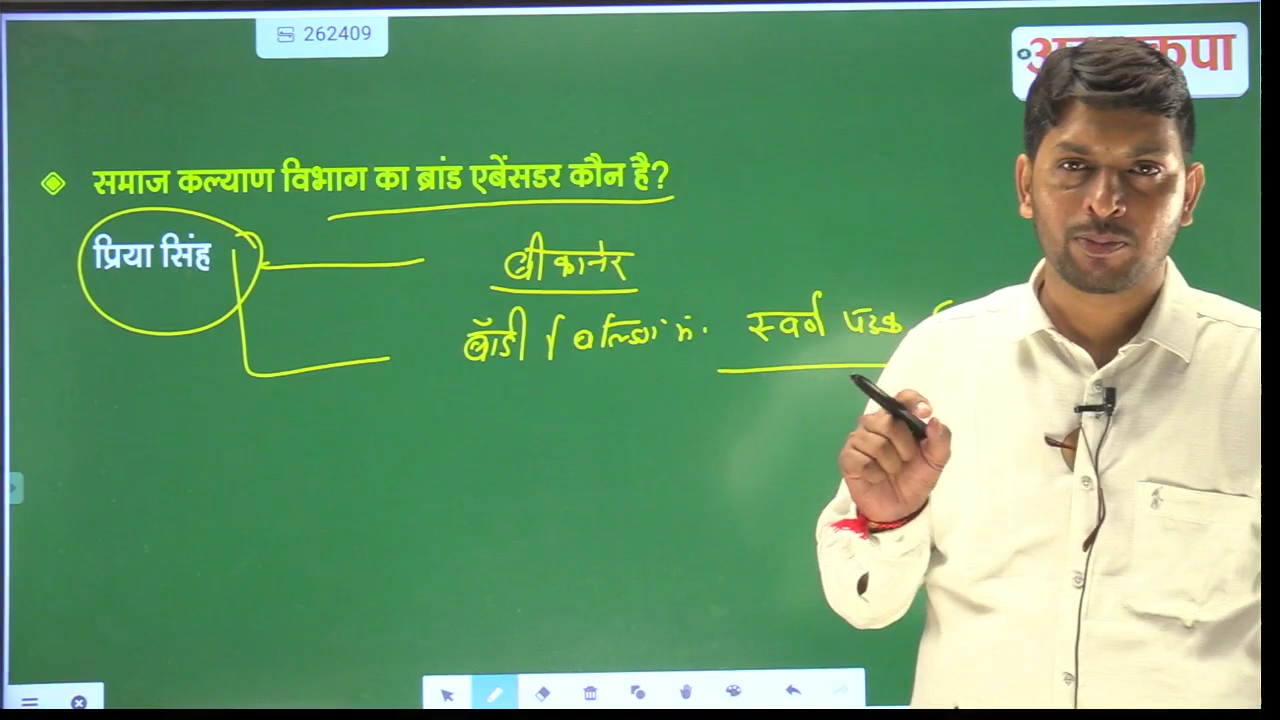 262409
समाज कल्याण विभाग का ब्रांड एबेंसडर कौन है?
प्रिया सिंह
बीकानेर
बॉडी बिल्डिंग में. स्वर्ण पदक